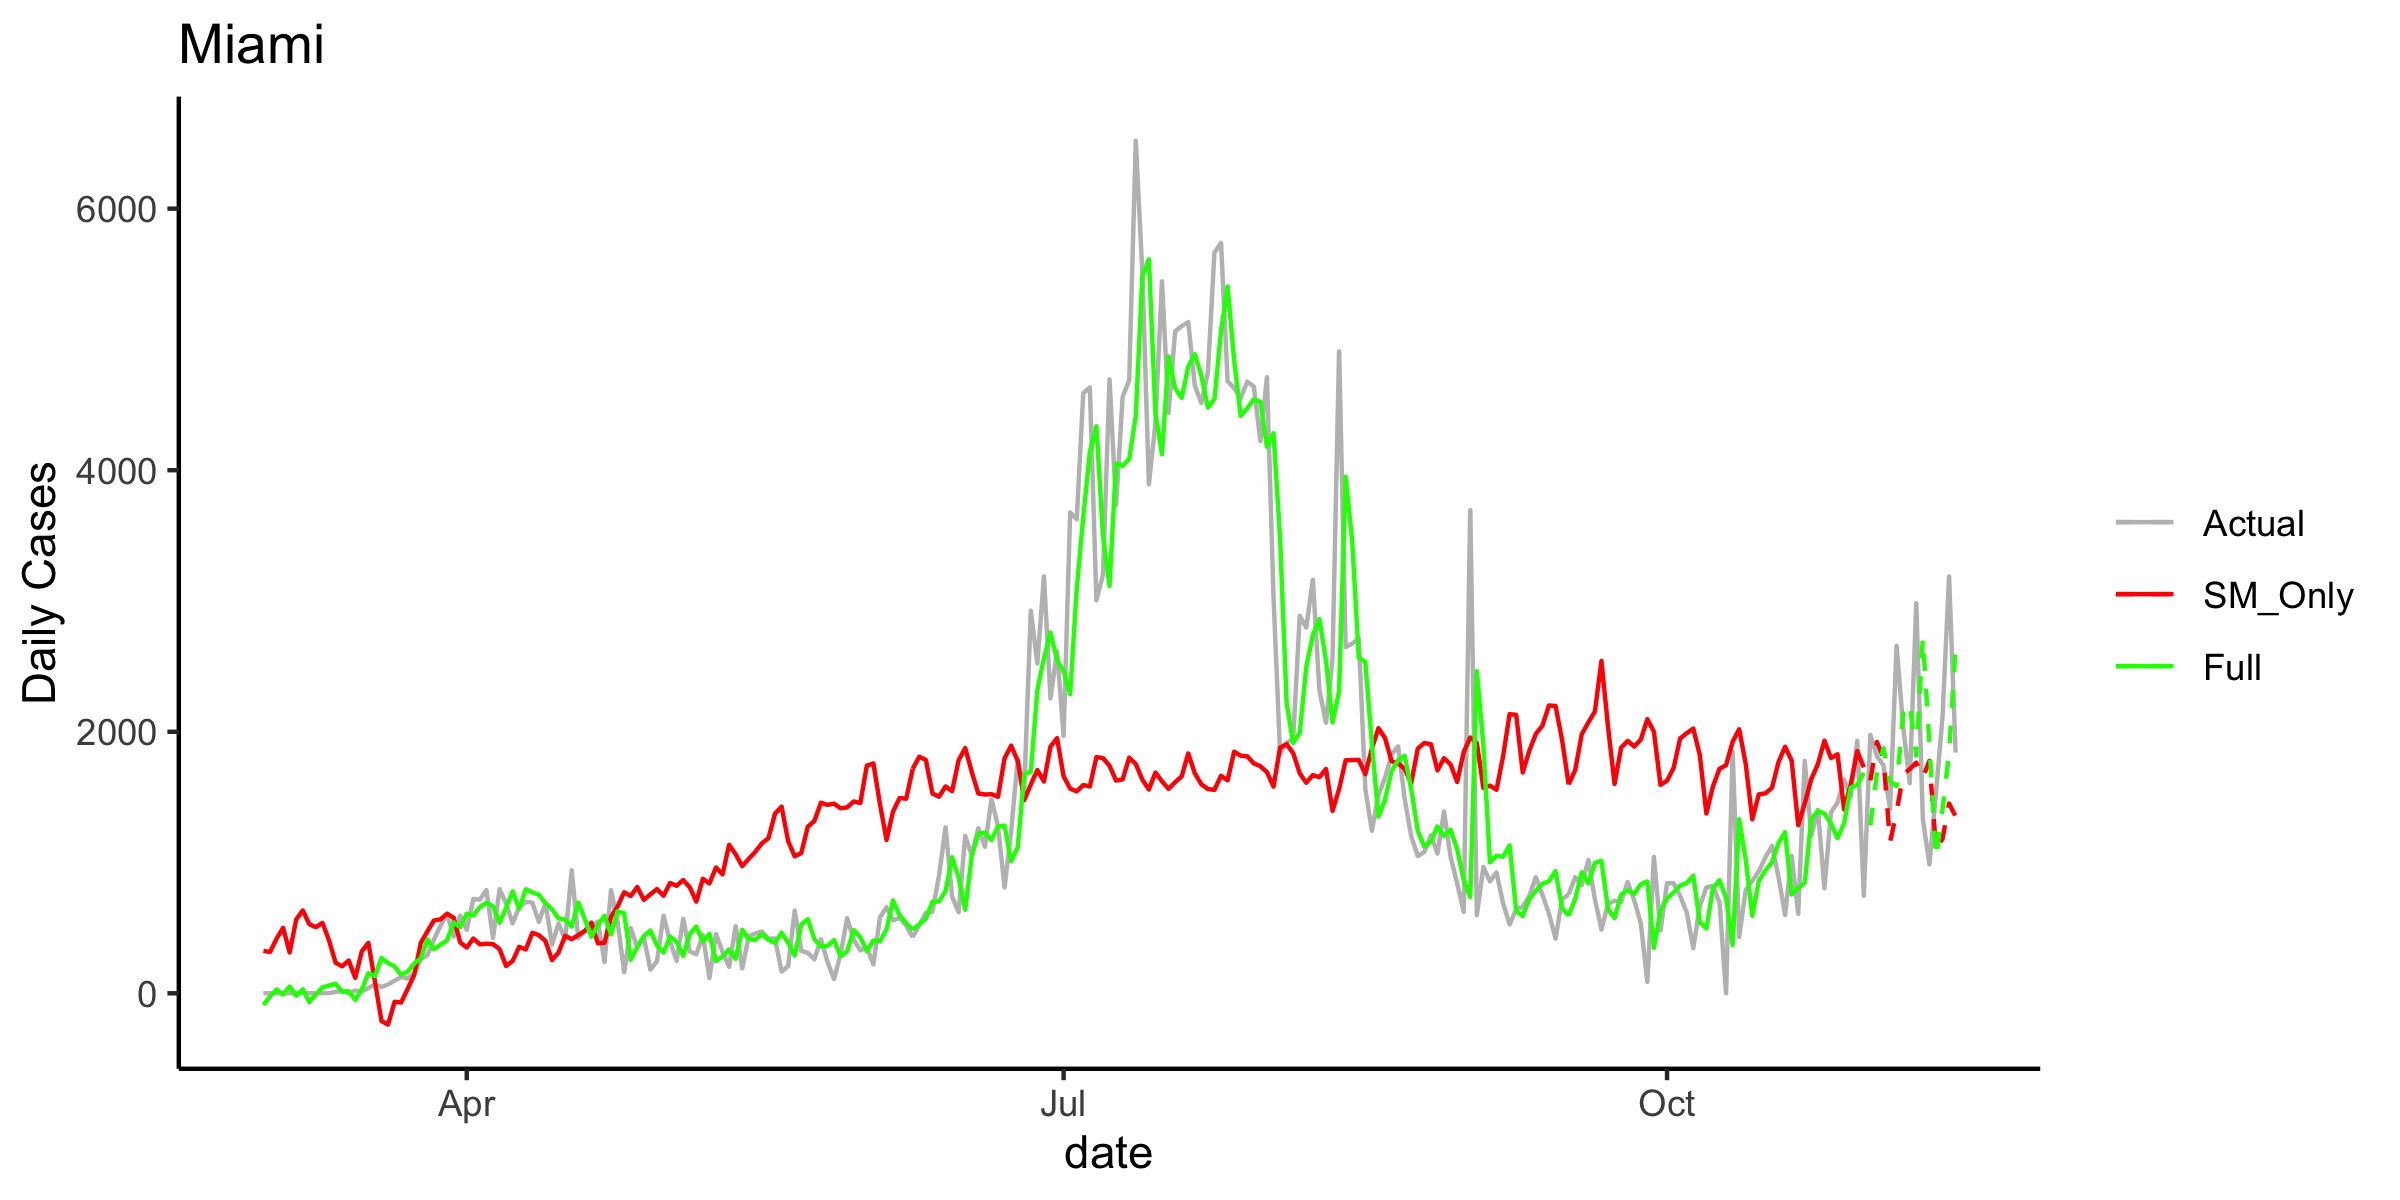 Miami
Daily Cases
6000
4000
2000
0
Apr
Jul
Oct
date
Actual
SM_Only
Full